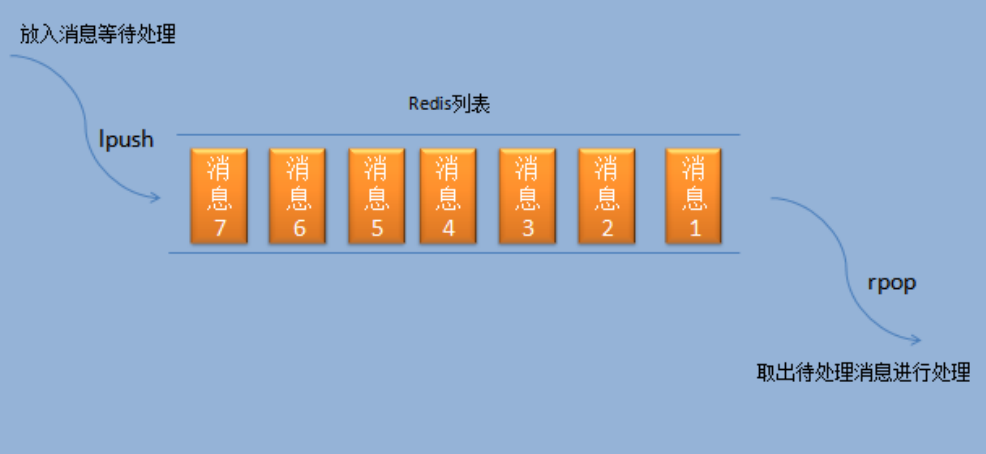 放入消息等待处理
lpush
Redis列表
消息7
消息6
消息5
消息4
消息3
消息2
消息1
rpop
取出待处理消息进行处理